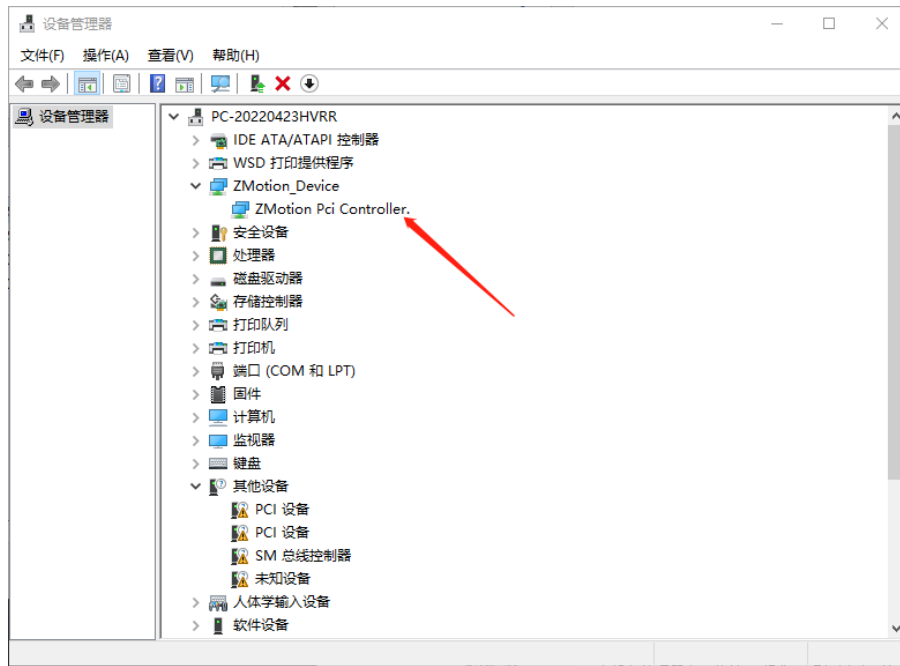 设备管理器
文件(F) 操作(A) 查看(V) 帮助(H)
设备管理器
PC-20220423HVRR
IDE ATA/ATAPI 控制器
WSD 打印提供程序
ZMotion_Device
ZMotion Pci Controller.
安全设备
处理器
磁盘驱动器
存储控制器
打印队列
打印机
端口 (COM 和 LPT)
固件
计算机
监视器
键盘
其他设备
PCI 设备
PCI 设备
SM 总线控制器
未知设备
人体学输入设备
软件设备